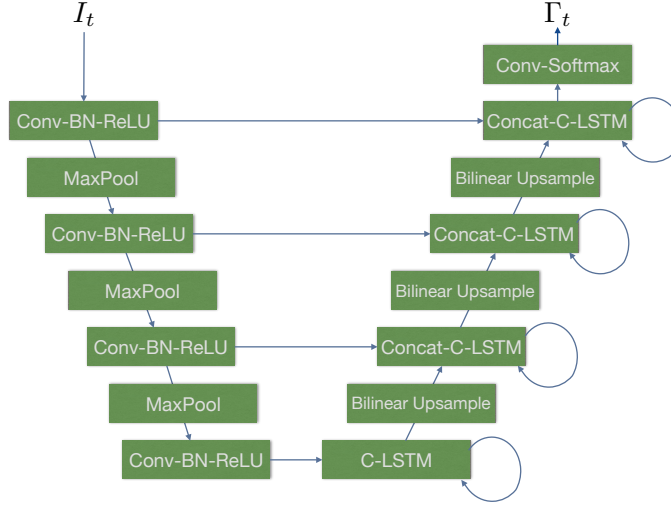 I_t
Γ_t
Conv-Softmax
Conv-BN-ReLU
Concat-C-LSTM
MaxPool
Bilinear Upsample
Conv-BN-ReLU
Concat-C-LSTM
MaxPool
Bilinear Upsample
Conv-BN-ReLU
Concat-C-LSTM
MaxPool
Bilinear Upsample
Conv-BN-ReLU
C-LSTM